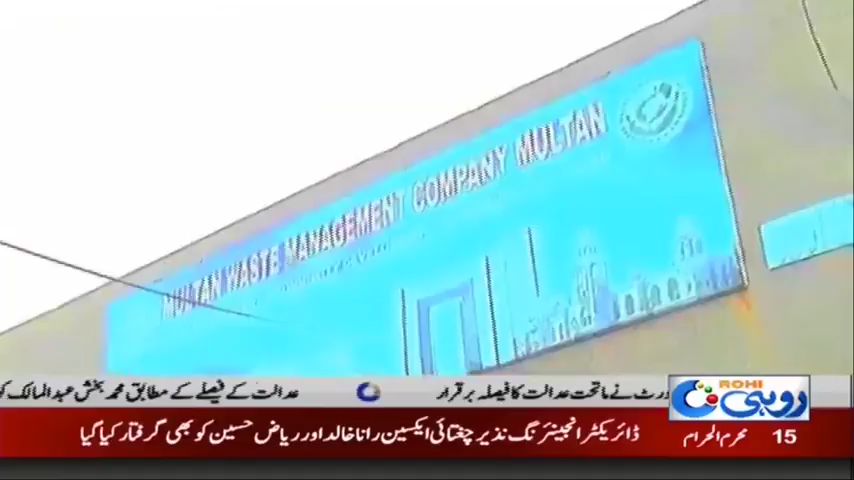 MULTAN WASTE MANAGEMENT COMPANY MULTAN
عدالت کے فیصلے کے مطابق محمد بخش عبدالمالک کو
ورٹ نے ماتحت عدالت کا فیصلہ برقرار
ROHI
روہی
ڈائریکٹر انجینئرنگ نذیر چغتائی ایکسین رانا خالد اور ریاض حسین کو بھی گرفتار کیا گیا
محرم الحرام 15